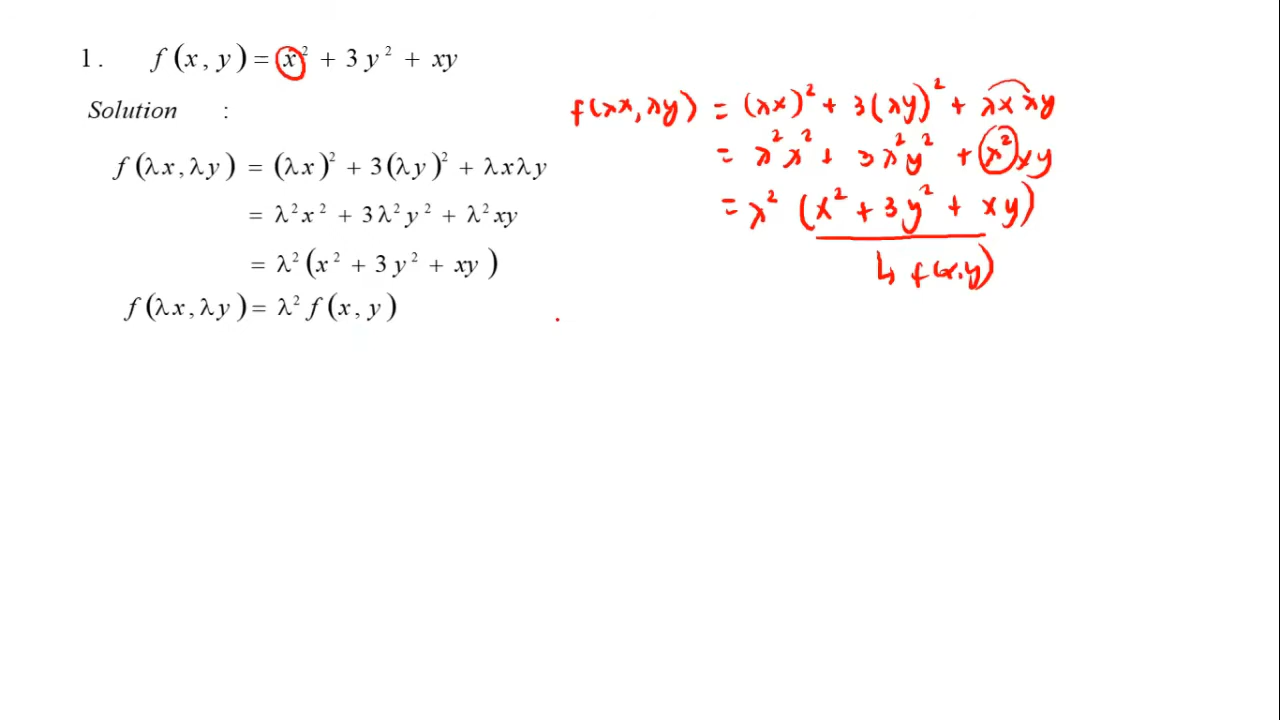 1. f(x, y) = x² + 3y² + xy
Solution :
f(λx, λy) = (λx)² + 3(λy)² + λxλy
= λ²x² + 3λ²y² + λ²xy
= λ²(x² + 3y² + xy)
f(λx, λy) = λ² f(x, y)
f(λx, λy) = (λx)² + 3(λy)² + λxλy
= λ²x² + 3λ²y² + λ²xy
= λ² (x² + 3y² + xy)
↳ f(x,y)